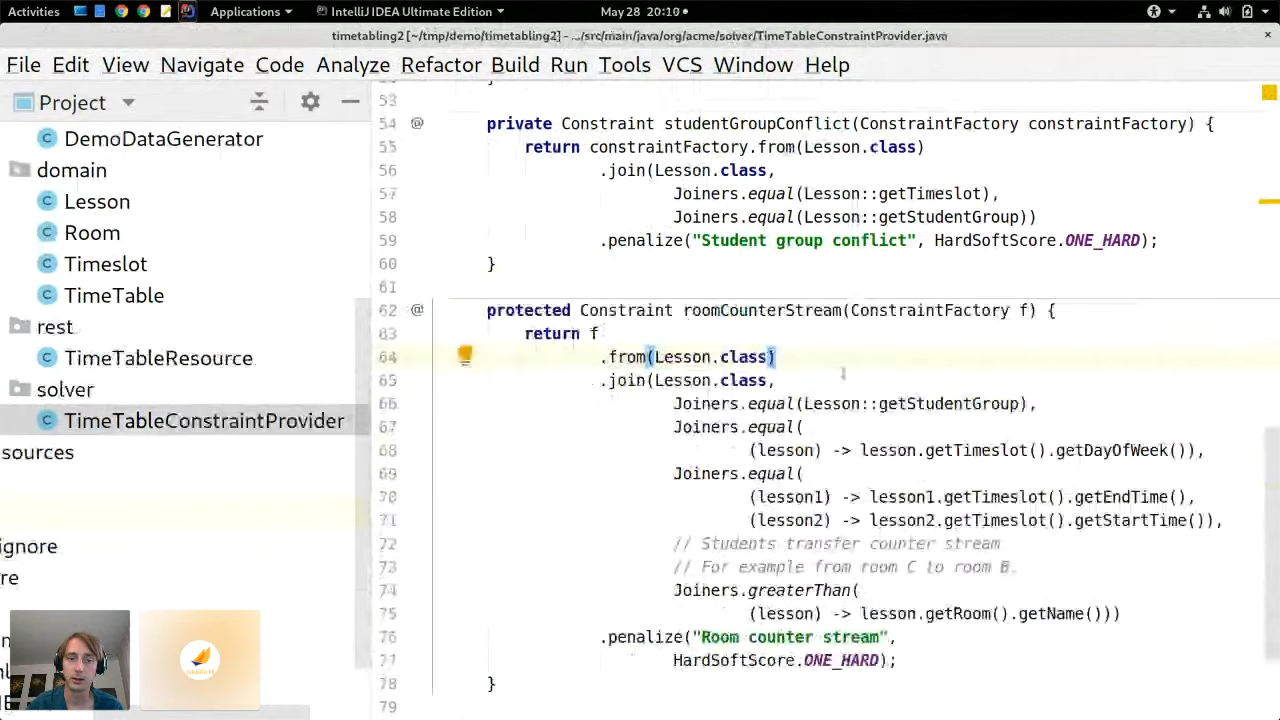 Activities
Applications
IntelliJ IDEA Ultimate Edition
May 28 20:10
timetabling2 [~/tmp/demo/timetabling2] - .../src/main/java/org/acme/solver/TimeTableConstraintProvider.java
File Edit View Navigate Code Analyze Refactor Build Run Tools VCS Window Help
Project
DemoDataGenerator
domain
Lesson
Room
Timeslot
TimeTable
rest
TimeTableResource
solver
TimeTableConstraintProvider
sources
ignore
re
53
54 @ private Constraint studentGroupConflict(ConstraintFactory constraintFactory) {
55 return constraintFactory.from(Lesson.class)
56 .join(Lesson.class,
57 Joiners.equal(Lesson::getTimeslot),
58 Joiners.equal(Lesson::getStudentGroup))
59 .penalize("Student group conflict", HardSoftScore.ONE_HARD);
60 }
61
62 @ protected Constraint roomCounterStream(ConstraintFactory f) {
63 return f
64 .from(Lesson.class)
65 .join(Lesson.class,
66 Joiners.equal(Lesson::getStudentGroup),
67 Joiners.equal(
68 (lesson) -> lesson.getTimeslot().getDayOfWeek()),
69 Joiners.equal(
70 (lesson1) -> lesson1.getTimeslot().getEndTime(),
71 (lesson2) -> lesson2.getTimeslot().getStartTime()),
72 // Students transfer counter stream
73 // For example from room C to room B.
74 Joiners.greaterThan(
75 (lesson) -> lesson.getRoom().getName()))
76 .penalize("Room counter stream",
77 HardSoftScore.ONE_HARD);
78 }
79